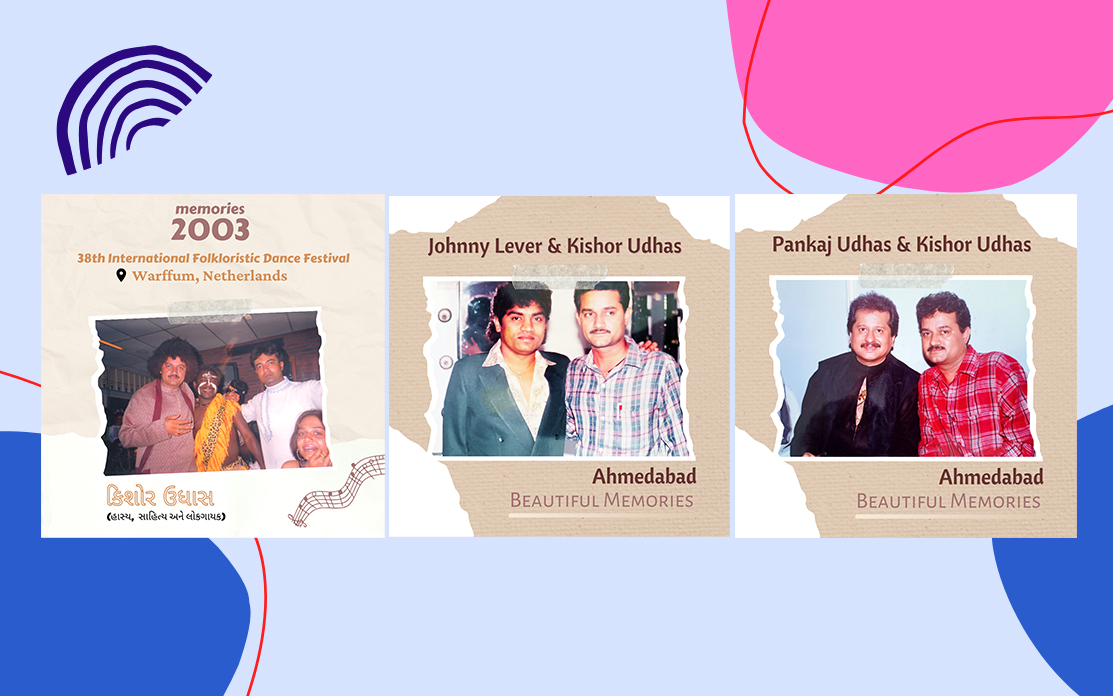 memories
2003
38th International Folkloristic Dance Festival
Warffum, Netherlands
કિશોર ઉધાસ
(હાસ્ય, સાહિત્ય અને લોકગાયક)
Johnny Lever & Kishor Udhas
Ahmedabad
Beautiful Memories
Pankaj Udhas & Kishor Udhas
Ahmedabad
Beautiful Memories